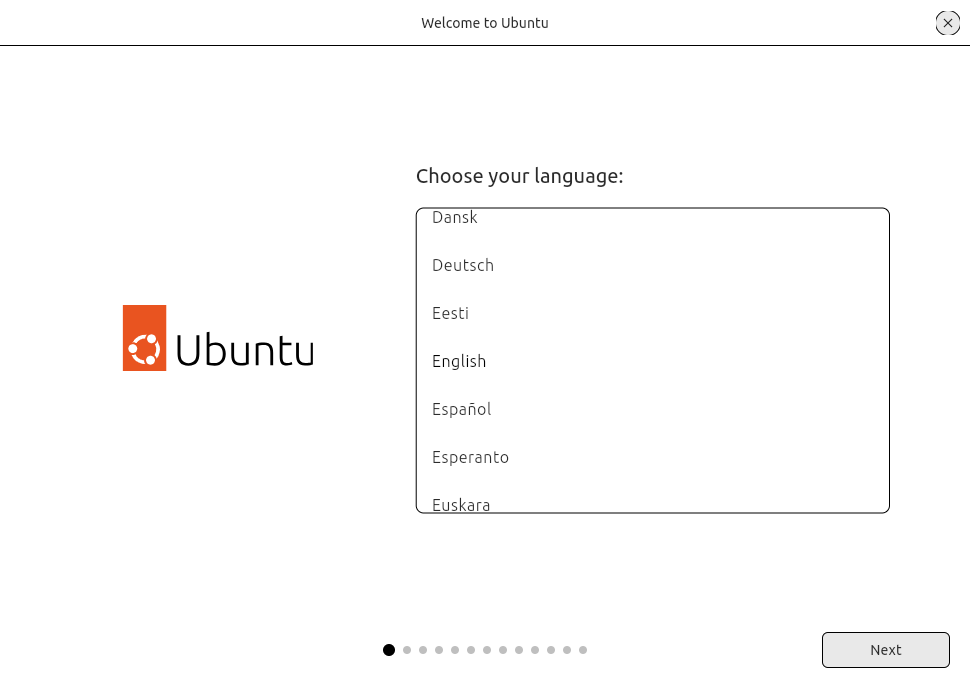 Welcome to Ubuntu
Choose your language:
Dansk
Deutsch
Eesti
English
Español
Esperanto
Euskara
Ubuntu
Next